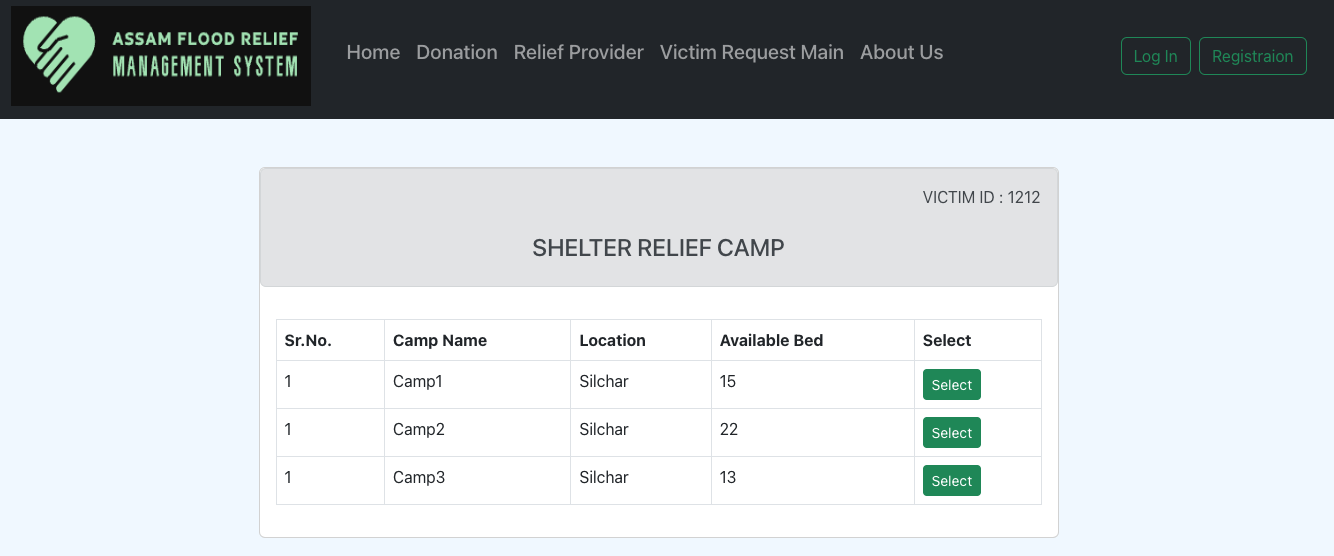 ASSAM FLOOD RELIEF
MANAGEMENT SYSTEM
Home Donation Relief Provider Victim Request Main About Us Log In Registraion
VICTIM ID : 1212
SHELTER RELIEF CAMP
Sr.No. Camp Name Location Available Bed Select
1 Camp1 Silchar 15 Select
1 Camp2 Silchar 22 Select
1 Camp3 Silchar 13 Select